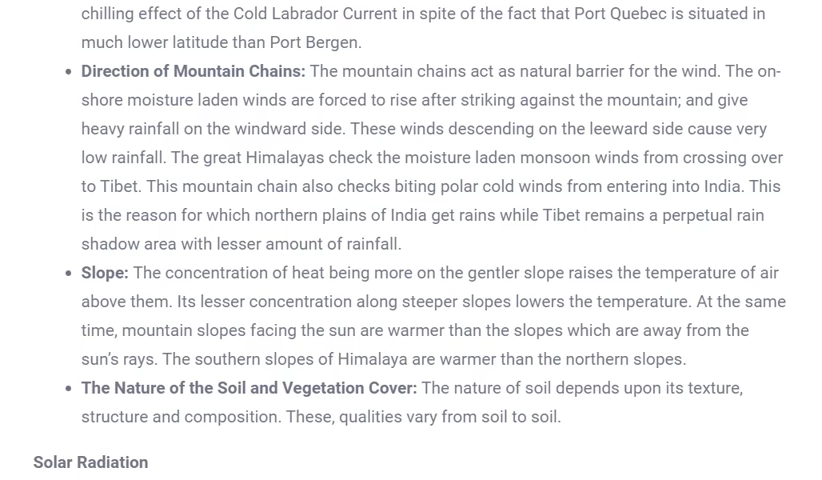 chilling effect of the Cold Labrador Current in spite of the fact that Port Quebec is situated in
much lower latitude than Port Bergen.
• Direction of Mountain Chains: The mountain chains act as natural barrier for the wind. The on-
shore moisture laden winds are forced to rise after striking against the mountain; and give
heavy rainfall on the windward side. These winds descending on the leeward side cause very
low rainfall. The great Himalayas check the moisture laden monsoon winds from crossing over
to Tibet. This mountain chain also checks biting polar cold winds from entering into India. This
is the reason for which northern plains of India get rains while Tibet remains a perpetual rain
shadow area with lesser amount of rainfall.
• Slope: The concentration of heat being more on the gentler slope raises the temperature of air
above them. Its lesser concentration along steeper slopes lowers the temperature. At the same
time, mountain slopes facing the sun are warmer than the slopes which are away from the
sun’s rays. The southern slopes of Himalaya are warmer than the northern slopes.
• The Nature of the Soil and Vegetation Cover: The nature of soil depends upon its texture,
structure and composition. These, qualities vary from soil to soil.
Solar Radiation